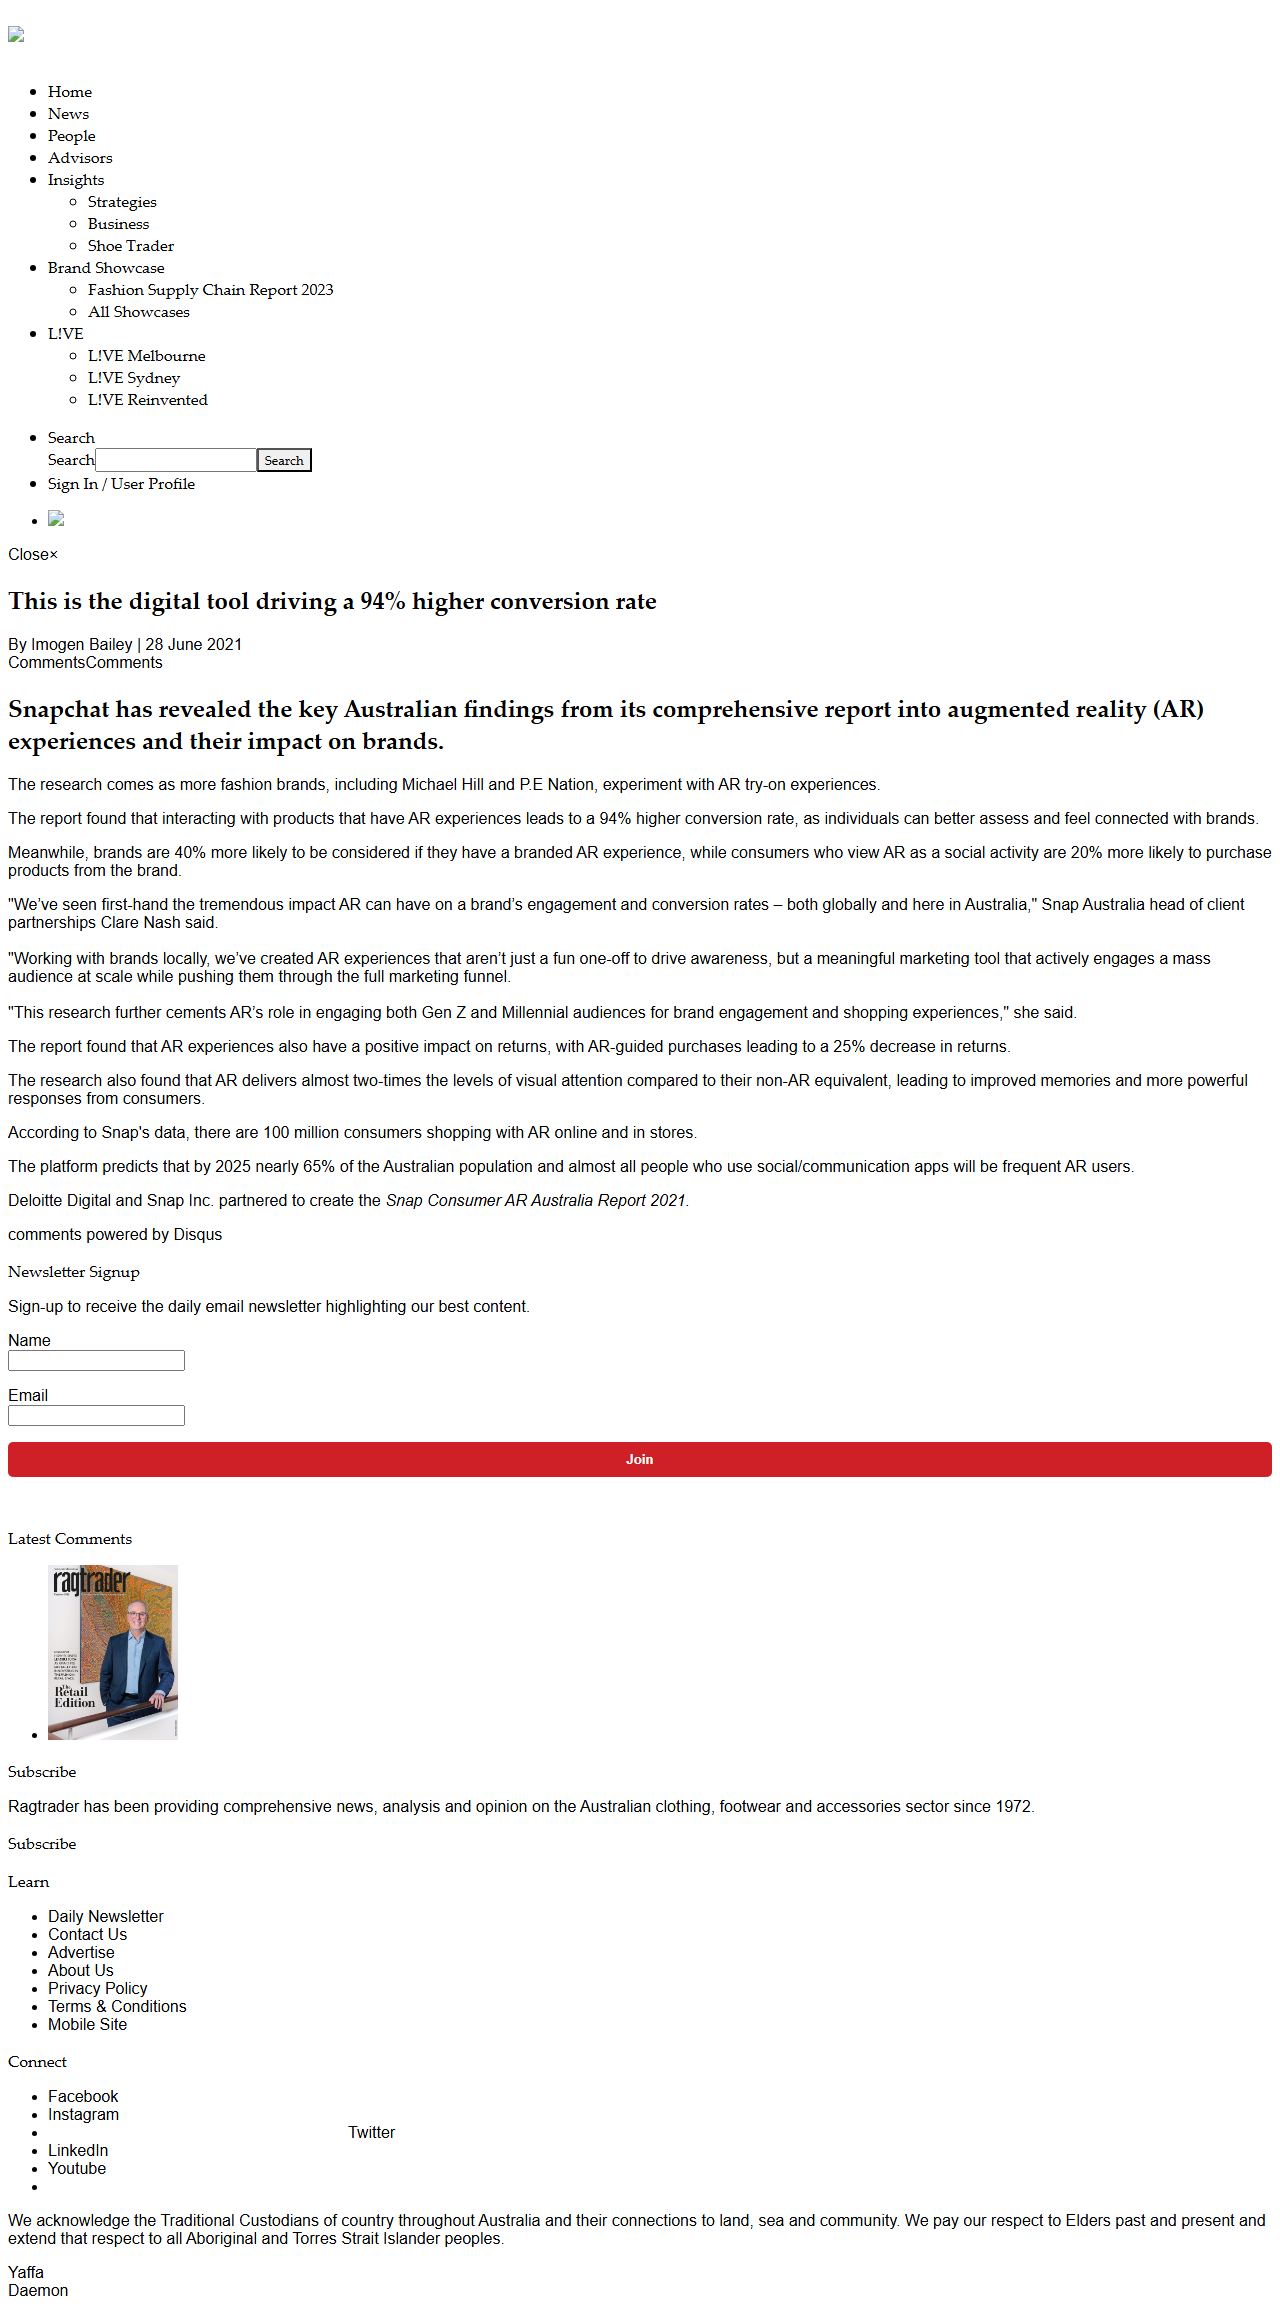 Home
News
People
Advisors
Insights
Strategies
Business
Shoe Trader
Brand Showcase
Fashion Supply Chain Report 2023
All Showcases
L!VE
L!VE Melbourne
L!VE Sydney
L!VE Reinvented
Search
Search Search
Sign In / User Profile
Close×
This is the digital tool driving a 94% higher conversion rate
By Imogen Bailey | 28 June 2021
CommentsComments
Snapchat has revealed the key Australian findings from its comprehensive report into augmented reality (AR)
experiences and their impact on brands.
The research comes as more fashion brands, including Michael Hill and P.E Nation, experiment with AR try-on experiences.
The report found that interacting with products that have AR experiences leads to a 94% higher conversion rate, as individuals can better assess and feel connected with brands.
Meanwhile, brands are 40% more likely to be considered if they have a branded AR experience, while consumers who view AR as a social activity are 20% more likely to purchase
products from the brand.
"We’ve seen first-hand the tremendous impact AR can have on a brand’s engagement and conversion rates – both globally and here in Australia," Snap Australia head of client
partnerships Clare Nash said.
"Working with brands locally, we’ve created AR experiences that aren’t just a fun one-off to drive awareness, but a meaningful marketing tool that actively engages a mass
audience at scale while pushing them through the full marketing funnel.
"This research further cements AR’s role in engaging both Gen Z and Millennial audiences for brand engagement and shopping experiences," she said.
The report found that AR experiences also have a positive impact on returns, with AR-guided purchases leading to a 25% decrease in returns.
The research also found that AR delivers almost two-times the levels of visual attention compared to their non-AR equivalent, leading to improved memories and more powerful
responses from consumers.
According to Snap's data, there are 100 million consumers shopping with AR online and in stores.
The platform predicts that by 2025 nearly 65% of the Australian population and almost all people who use social/communication apps will be frequent AR users.
Deloitte Digital and Snap Inc. partnered to create the Snap Consumer AR Australia Report 2021.
comments powered by Disqus
Newsletter Signup
Sign-up to receive the daily email newsletter highlighting our best content.
Name
Email
Join
Latest Comments
ragtrader
The Retail
Edition
Subscribe
Ragtrader has been providing comprehensive news, analysis and opinion on the Australian clothing, footwear and accessories sector since 1972.
Subscribe
Learn
Daily Newsletter
Contact Us
Advertise
About Us
Privacy Policy
Terms & Conditions
Mobile Site
Connect
Facebook
Instagram
Twitter
LinkedIn
Youtube
We acknowledge the Traditional Custodians of country throughout Australia and their connections to land, sea and community. We pay our respect to Elders past and present and
extend that respect to all Aboriginal and Torres Strait Islander peoples.
Yaffa
Daemon